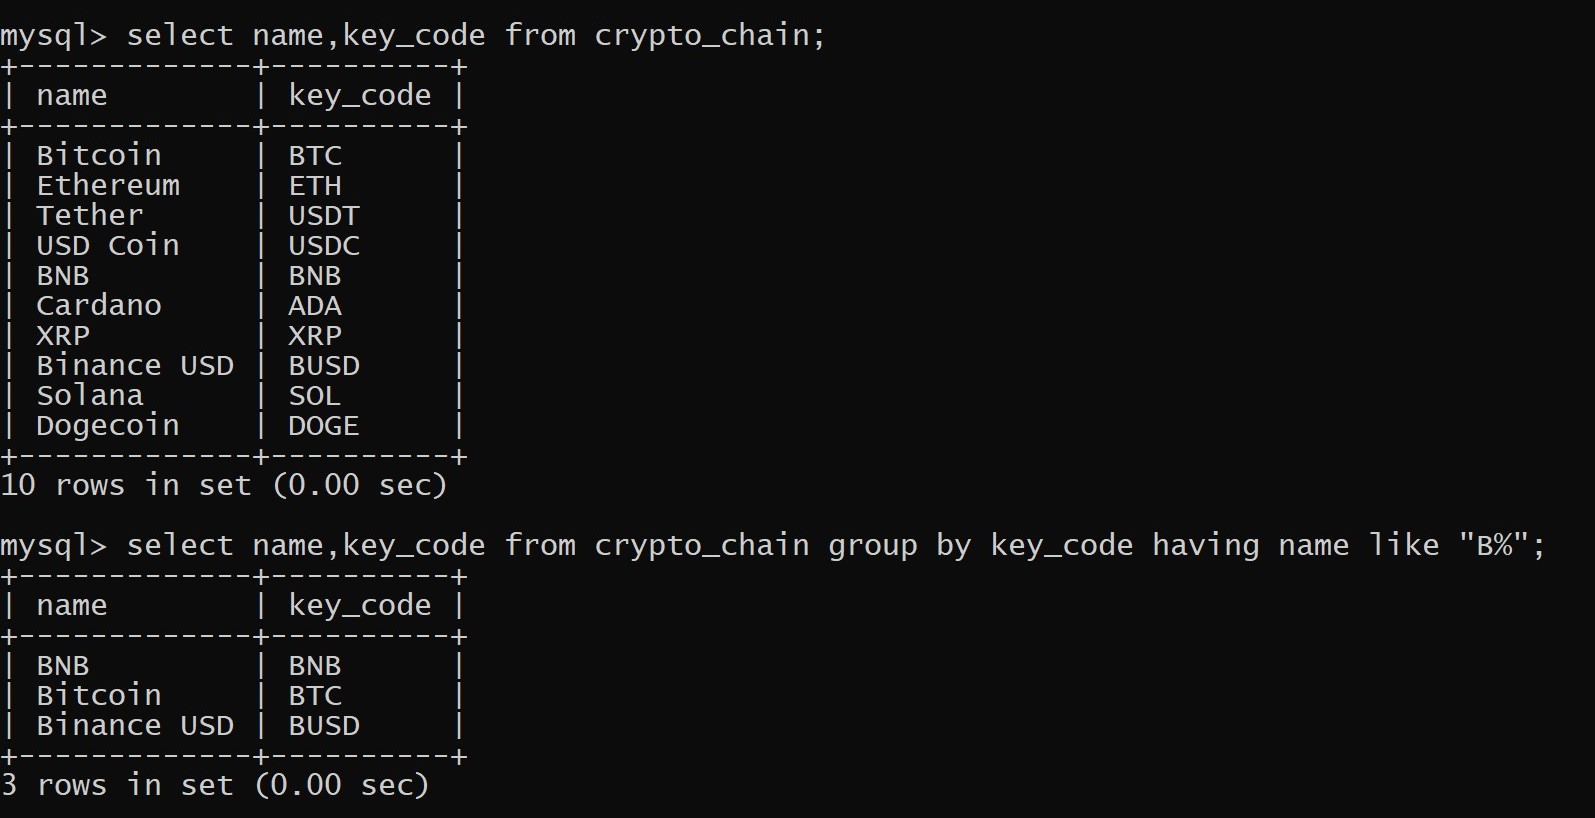 mysql> select name,key_code from crypto_chain;
+-------------+----------+
| name        | key_code |
+-------------+----------+
| Bitcoin     | BTC      |
| Ethereum    | ETH      |
| Tether      | USDT     |
| USD Coin    | USDC     |
| BNB         | BNB      |
| Cardano     | ADA      |
| XRP         | XRP      |
| Binance USD | BUSD     |
| Solana      | SOL      |
| Dogecoin    | DOGE     |
+-------------+----------+
10 rows in set (0.00 sec)

mysql> select name,key_code from crypto_chain group by key_code having name like "B%";
+-------------+----------+
| name        | key_code |
+-------------+----------+
| BNB         | BNB      |
| Bitcoin     | BTC      |
| Binance USD | BUSD     |
+-------------+----------+
3 rows in set (0.00 sec)